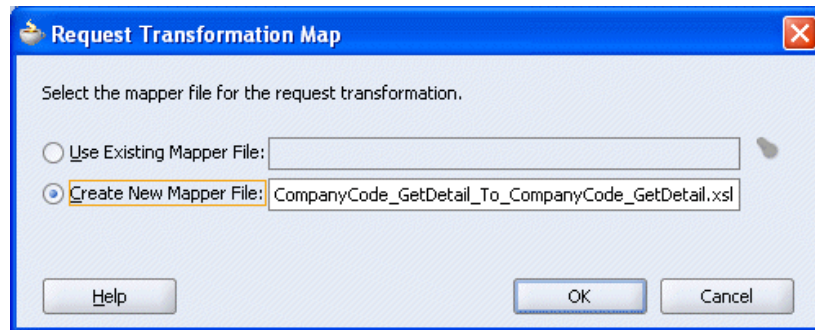 Request Transformation Map
Select the mapper file for the request transformation.
Use Existing Mapper File:
Create New Mapper File: CompanyCode_GetDetail_To_CompanyCode_GetDetail.xsl
Help OK Cancel